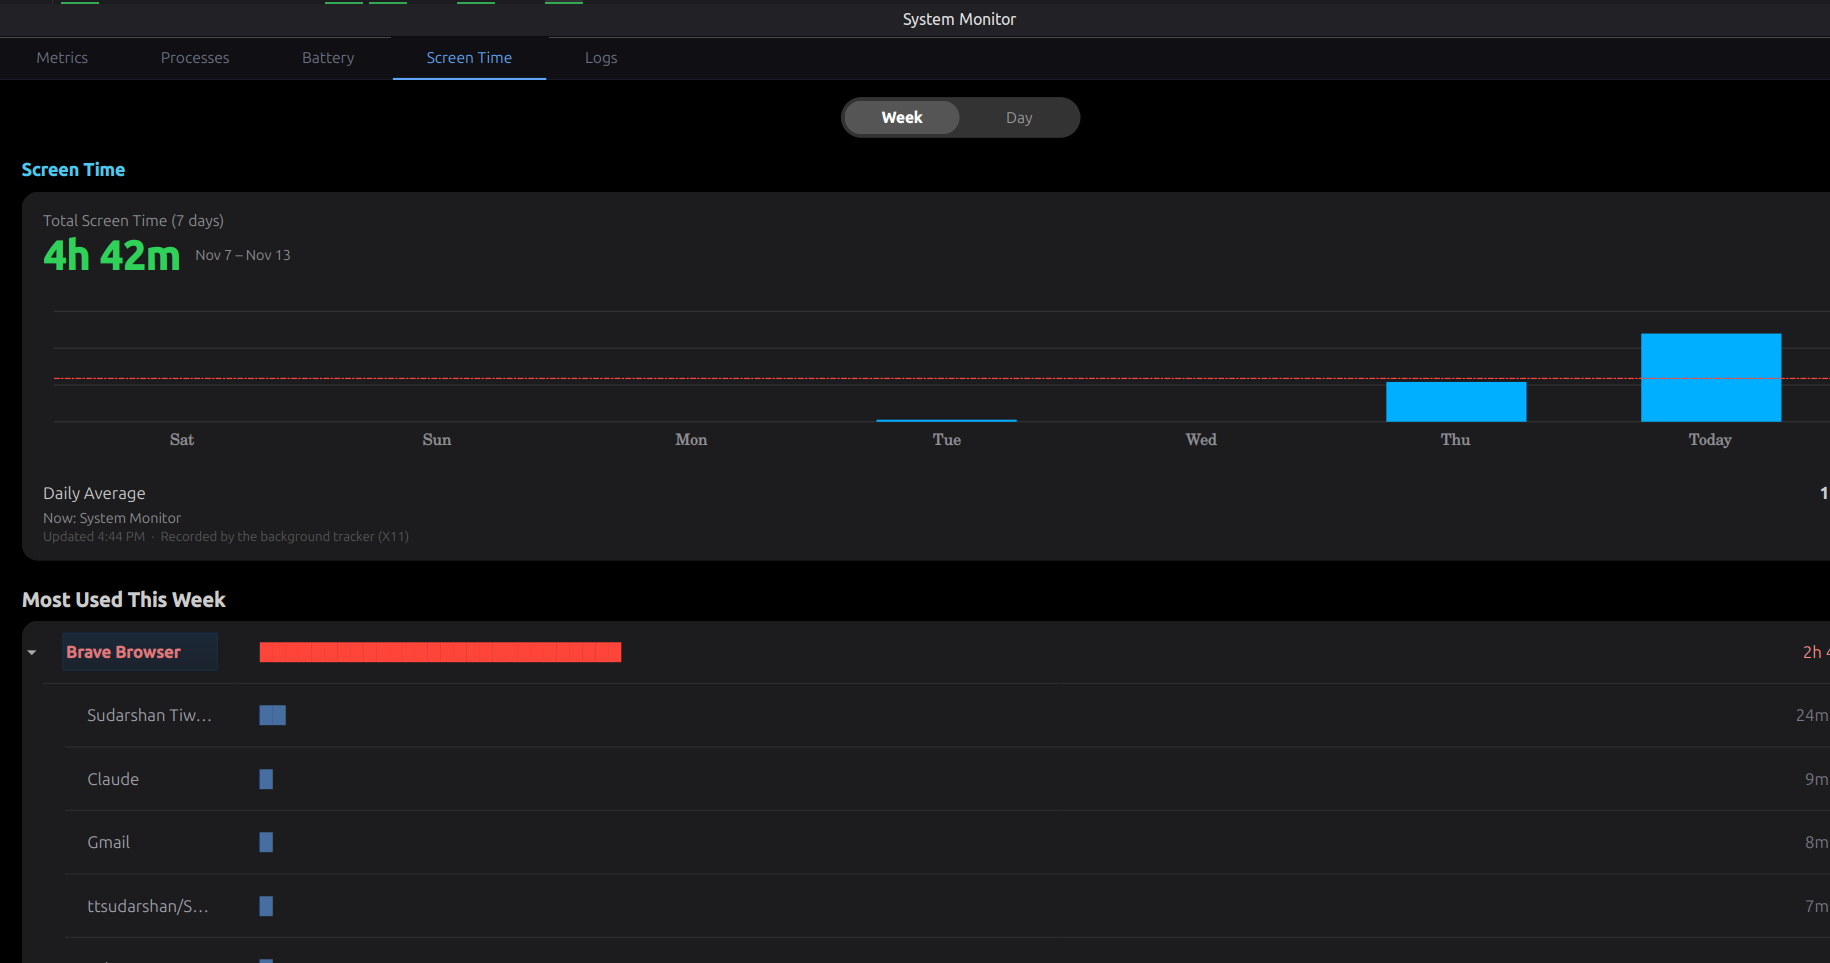 System Monitor
Metrics Processes Battery Screen Time Logs
Week Day
Screen Time
Total Screen Time (7 days)
4h 42m Nov 7 – Nov 13
Sat Sun Mon Tue Wed Thu Today
Daily Average 1
Now: System Monitor
Updated 4:44 PM · Recorded by the background tracker (X11)
Most Used This Week
Brave Browser 2h
Sudarshan Tiw... 24m
Claude 9m
Gmail 8m
ttsudarshan/S... 7m